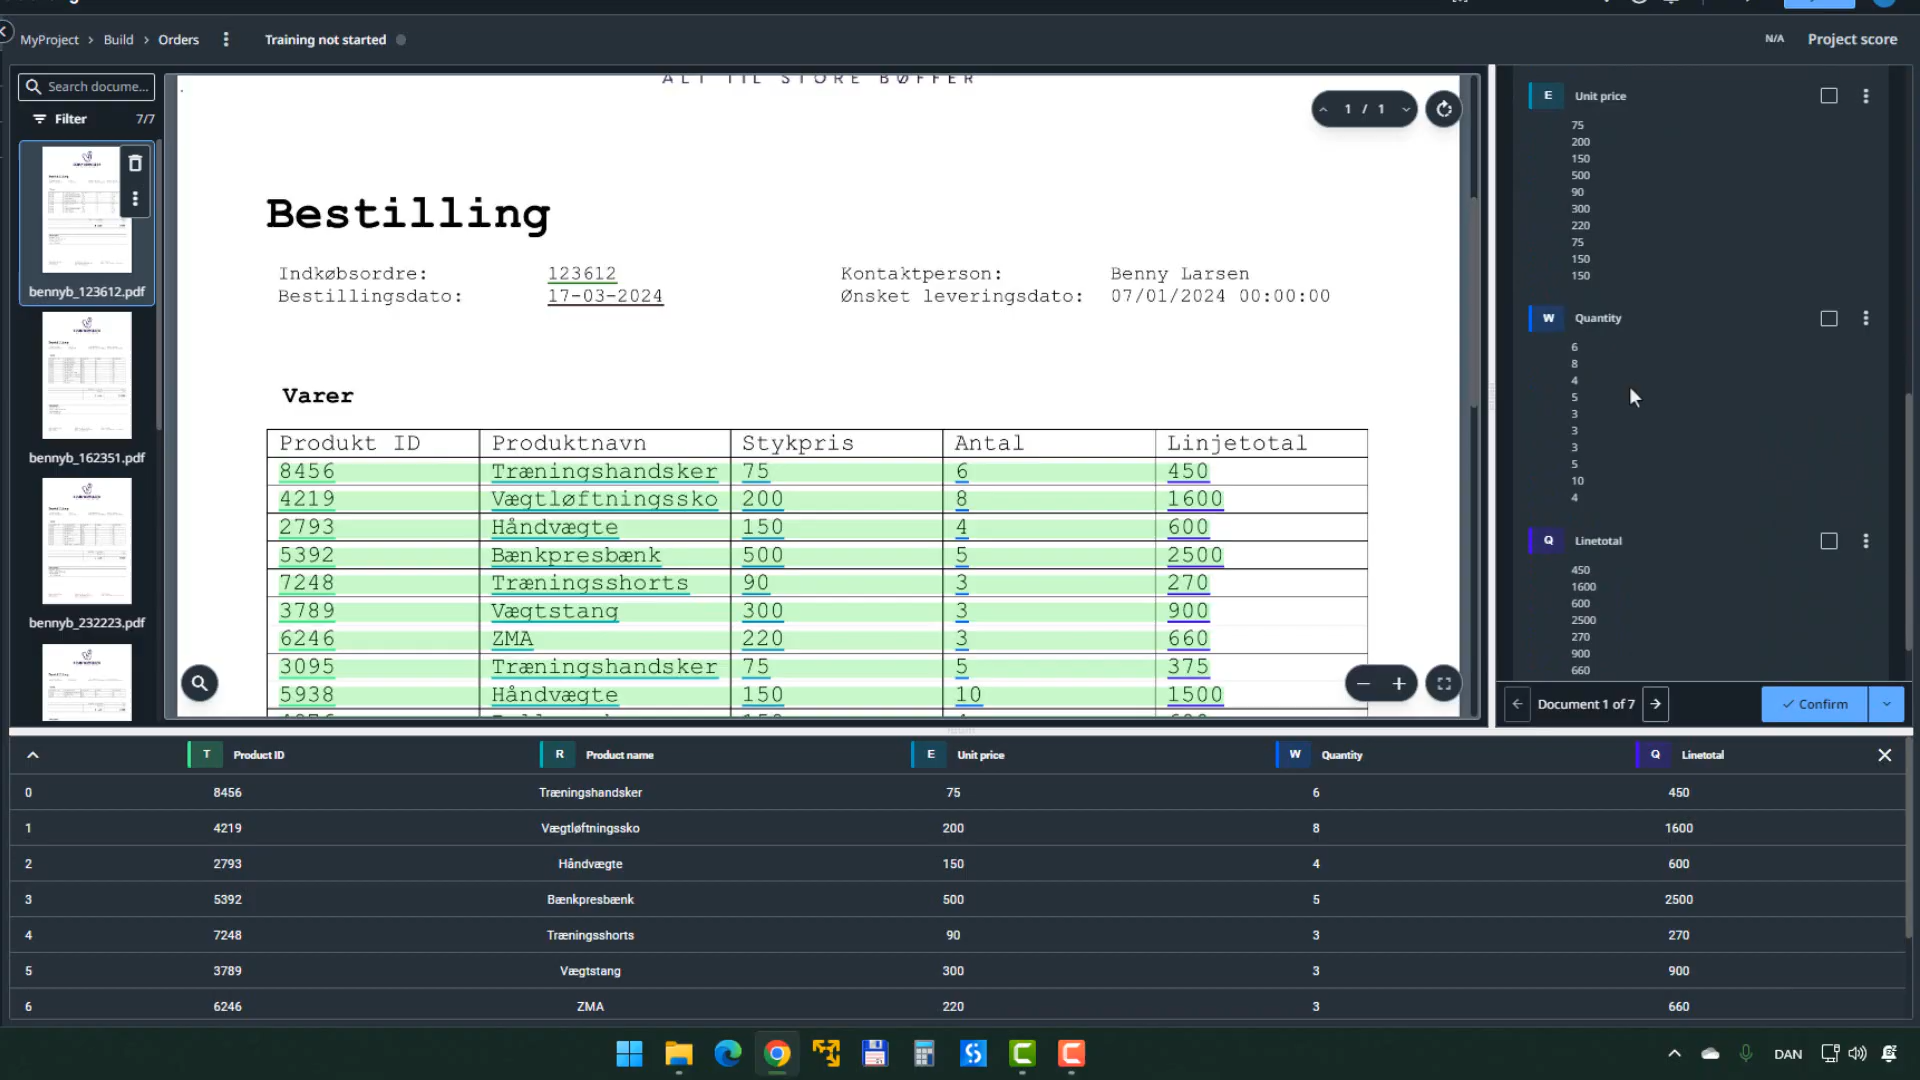 MyProject > Build > Orders
Training not started
N/A
Project score
Search docume...
Filter
7/7
bennyb_123612.pdf
bennyb_162351.pdf
bennyb_232223.pdf
ALT TIL STORE BØFFER
1 / 1
Bestilling
Indkøbsordre: 123612 Kontaktperson: Benny Larsen
Bestillingsdato: 17-03-2024 Ønsket leveringsdato: 07/01/2024 00:00:00
Varer
Produkt ID Produktnavn Stykpris Antal Linjetotal
8456 Træningshandsker 75 6 450
4219 Vægtløftningssko 200 8 1600
2793 Håndvægte 150 4 600
5392 Bænkpresbænk 500 5 2500
7248 Træningsshorts 90 3 270
3789 Vægtstang 300 3 900
6246 ZMA 220 3 660
3095 Træningshandsker 75 5 375
5938 Håndvægte 150 10 1500
E Unit price
75
200
150
500
90
300
220
75
150
150
W Quantity
6
8
4
5
3
3
3
5
10
4
Q Linetotal
450
1600
600
2500
270
900
660
Document 1 of 7
Confirm
T Product ID R Product name E Unit price W Quantity Q Linetotal
0 8456 Træningshandsker 75 6 450
1 4219 Vægtløftningssko 200 8 1600
2 2793 Håndvægte 150 4 600
3 5392 Bænkpresbænk 500 5 2500
4 7248 Træningsshorts 90 3 270
5 3789 Vægtstang 300 3 900
6 6246 ZMA 220 3 660
DAN